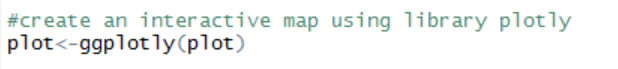 #create an interactive map using library plotly
plot<-ggplotly(plot)